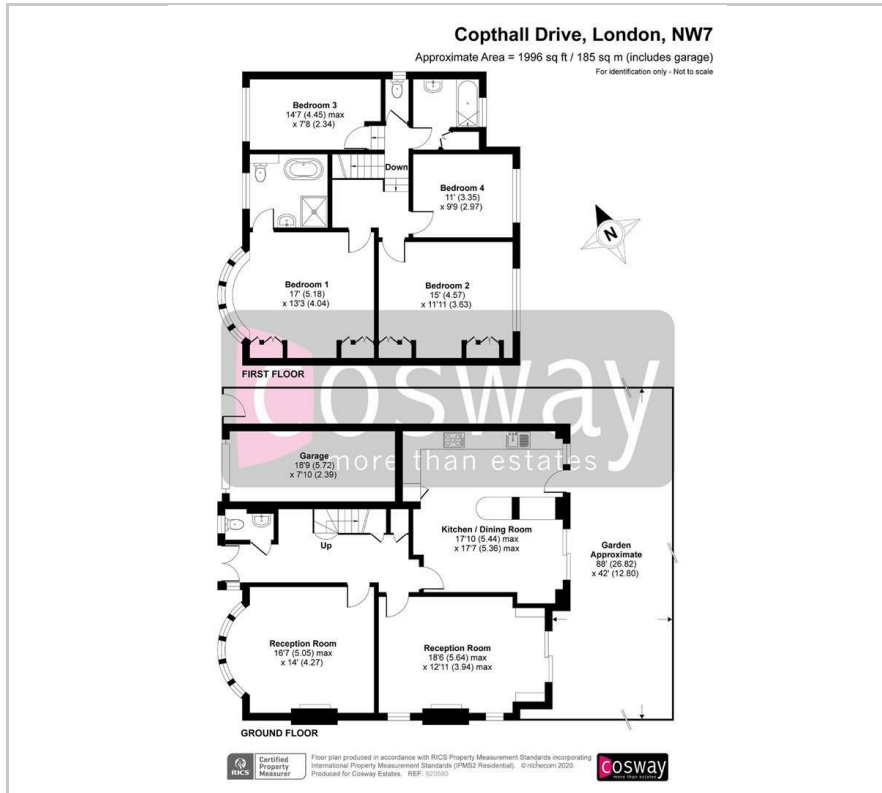 Copthall Drive, London, NW7
Approximate Area = 1996 sq ft / 185 sq m (includes garage)
For identification only - Not to scale
Bedroom 3
14'7 (4.45) max
x 7'8 (2.34)
Down
Bedroom 4
11' (3.35)
x 9'9 (2.97)
N
Bedroom 1
17' (5.18)
x 13'3 (4.04)
Bedroom 2
15' (4.57)
x 11'11 (3.63)
FIRST FLOOR
cosway
more than estates
Garage
18'9 (5.72)
x 7'10 (2.39)
Kitchen / Dining Room
17'10 (5.44) max
x 17'7 (5.36) max
Up
Garden
Approximate
88' (26.82)
x 42' (12.80)
Reception Room
16'7 (5.05) max
x 14' (4.27)
Reception Room
18'6 (5.64) max
x 12'11 (3.94) max
GROUND FLOOR
RICS
Certified
Property
Measurer
Floor plan produced in accordance with RICS Property Measurement Standards incorporating
International Property Measurement Standards (IPMS2 Residential). © nichecom 2020.
Produced for Cosway Estates. REF: 620590
cosway
more than estates